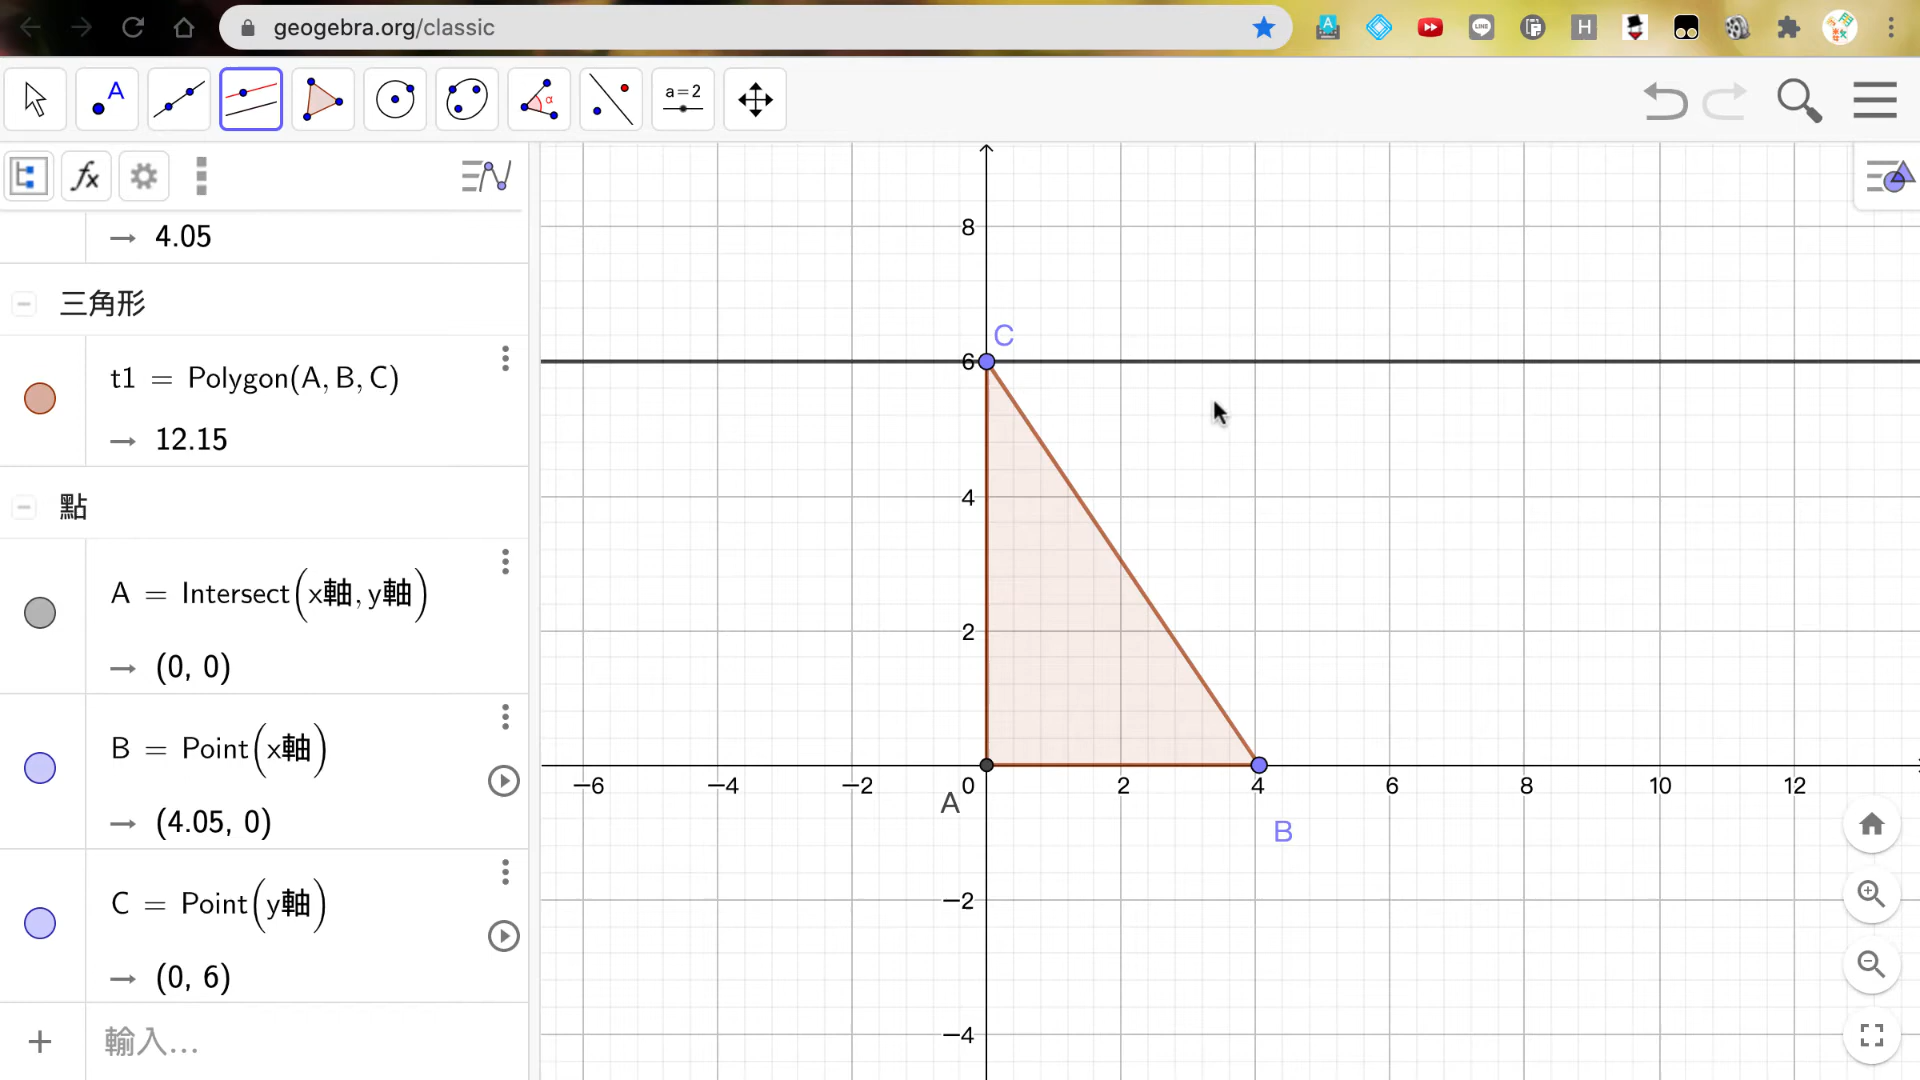 geogebra.org/classic
A
α
a=2
→ 4.05
三角形
t1 = Polygon(A, B, C)
→ 12.15
點
A = Intersect(x軸, y軸)
→ (0, 0)
B = Point(x軸)
→ (4.05, 0)
C = Point(y軸)
→ (0, 6)
+ 輸入…
8
C
6
4
2
−6 −4 −2 0 2 4 6 8 10 12
A
B
−2
−4